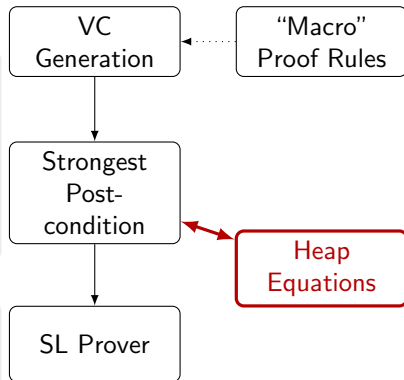 VC
Generation
“Macro”
Proof Rules
Strongest
Post-
condition
Heap
Equations
SL Prover